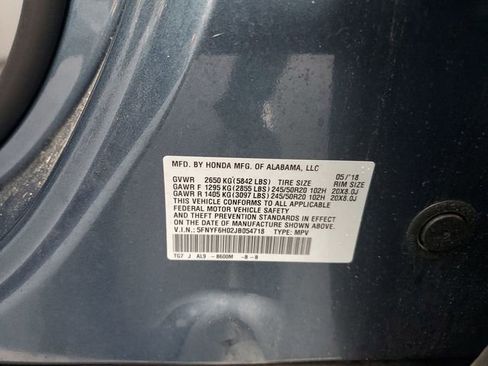 MFD. BY HONDA MFG. OF ALABAMA, LLC
05/'18
GVWR 2650 KG(5842 LBS) TIRE SIZE RIM SIZE
GAWR F 1295 KG(2855 LBS)245/50R20 102H 20X8.0J
GAWR R 1405 KG(3097 LBS)245/50R20 102H 20X8.0J
THIS VEHICLE CONFORMS TO ALL APPLICABLE
FEDERAL MOTOR VEHICLE SAFETY
AND THEFT PREVENTION STANDARDS IN EFFECT
ON THE DATE OF MANUFACTURE SHOWN ABOVE.
V.I.N.: 5FNYF6H02JB054718 TYPE: MPV
TG7 J AL9 - B600M -B - B